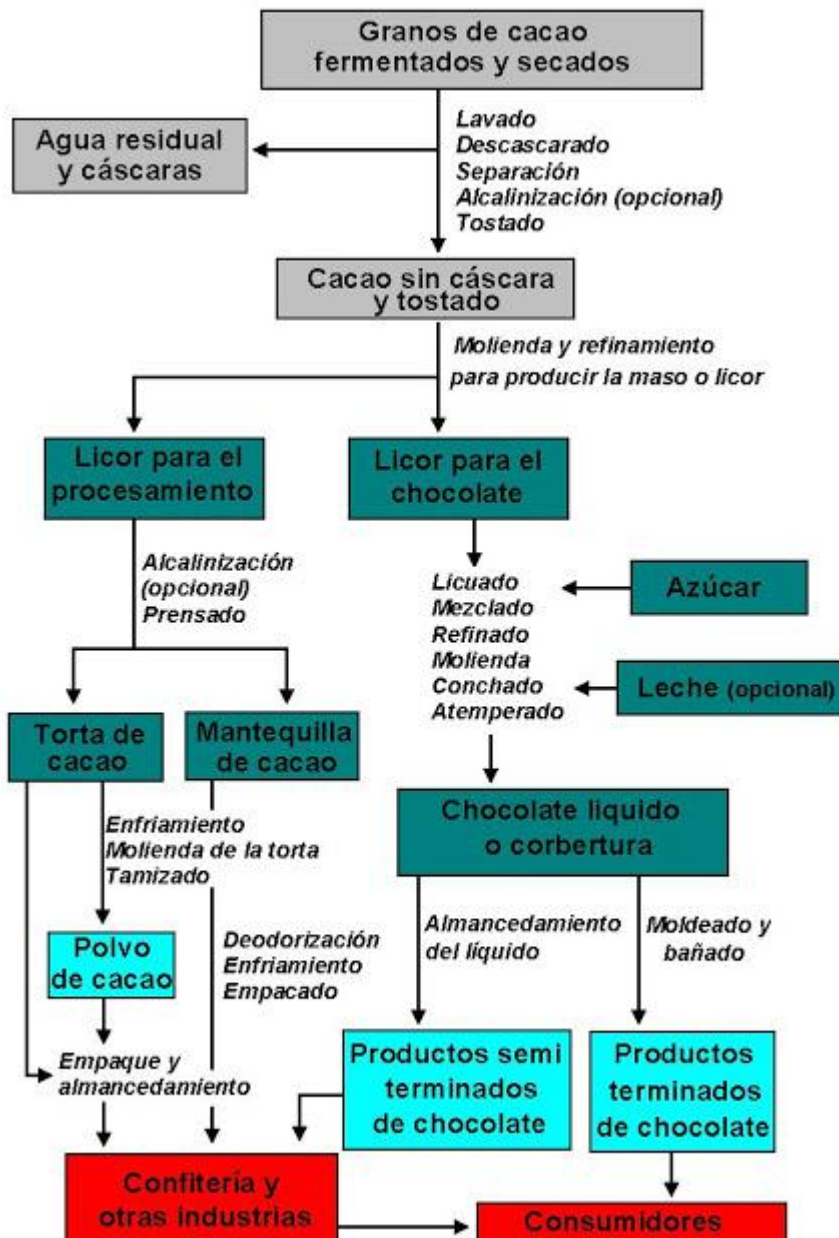 Granos de cacao
fermentados y secados
Agua residual
y cáscaras
Lavado
Descascarado
Separación
Alcalinización (opcional)
Tostado
Cacao sin cáscara
y tostado
Molienda y refinamiento
para producir la maso o licor
Licor para el
procesamiento
Licor para el
chocolate
Alcalinización
(opcional)
Prensado
Licuado
Mezclado
Refinado
Molienda
Conchado
Atemperado
Azúcar
Leche (opcional)
Torta de
cacao
Mantequilla
de cacao
Chocolate liquido
o corbertura
Enfriamiento
Molienda de la torta
Tamizado
Polvo
de cacao
Deodorización
Enfriamiento
Empacado
Almancedamiento
del líquido
Moldeado y
bañado
Empaque y
almancedamiento
Productos semi
terminados
de chocolate
Productos
terminados
de chocolate
Confitería y
otras industrias
Consumidores